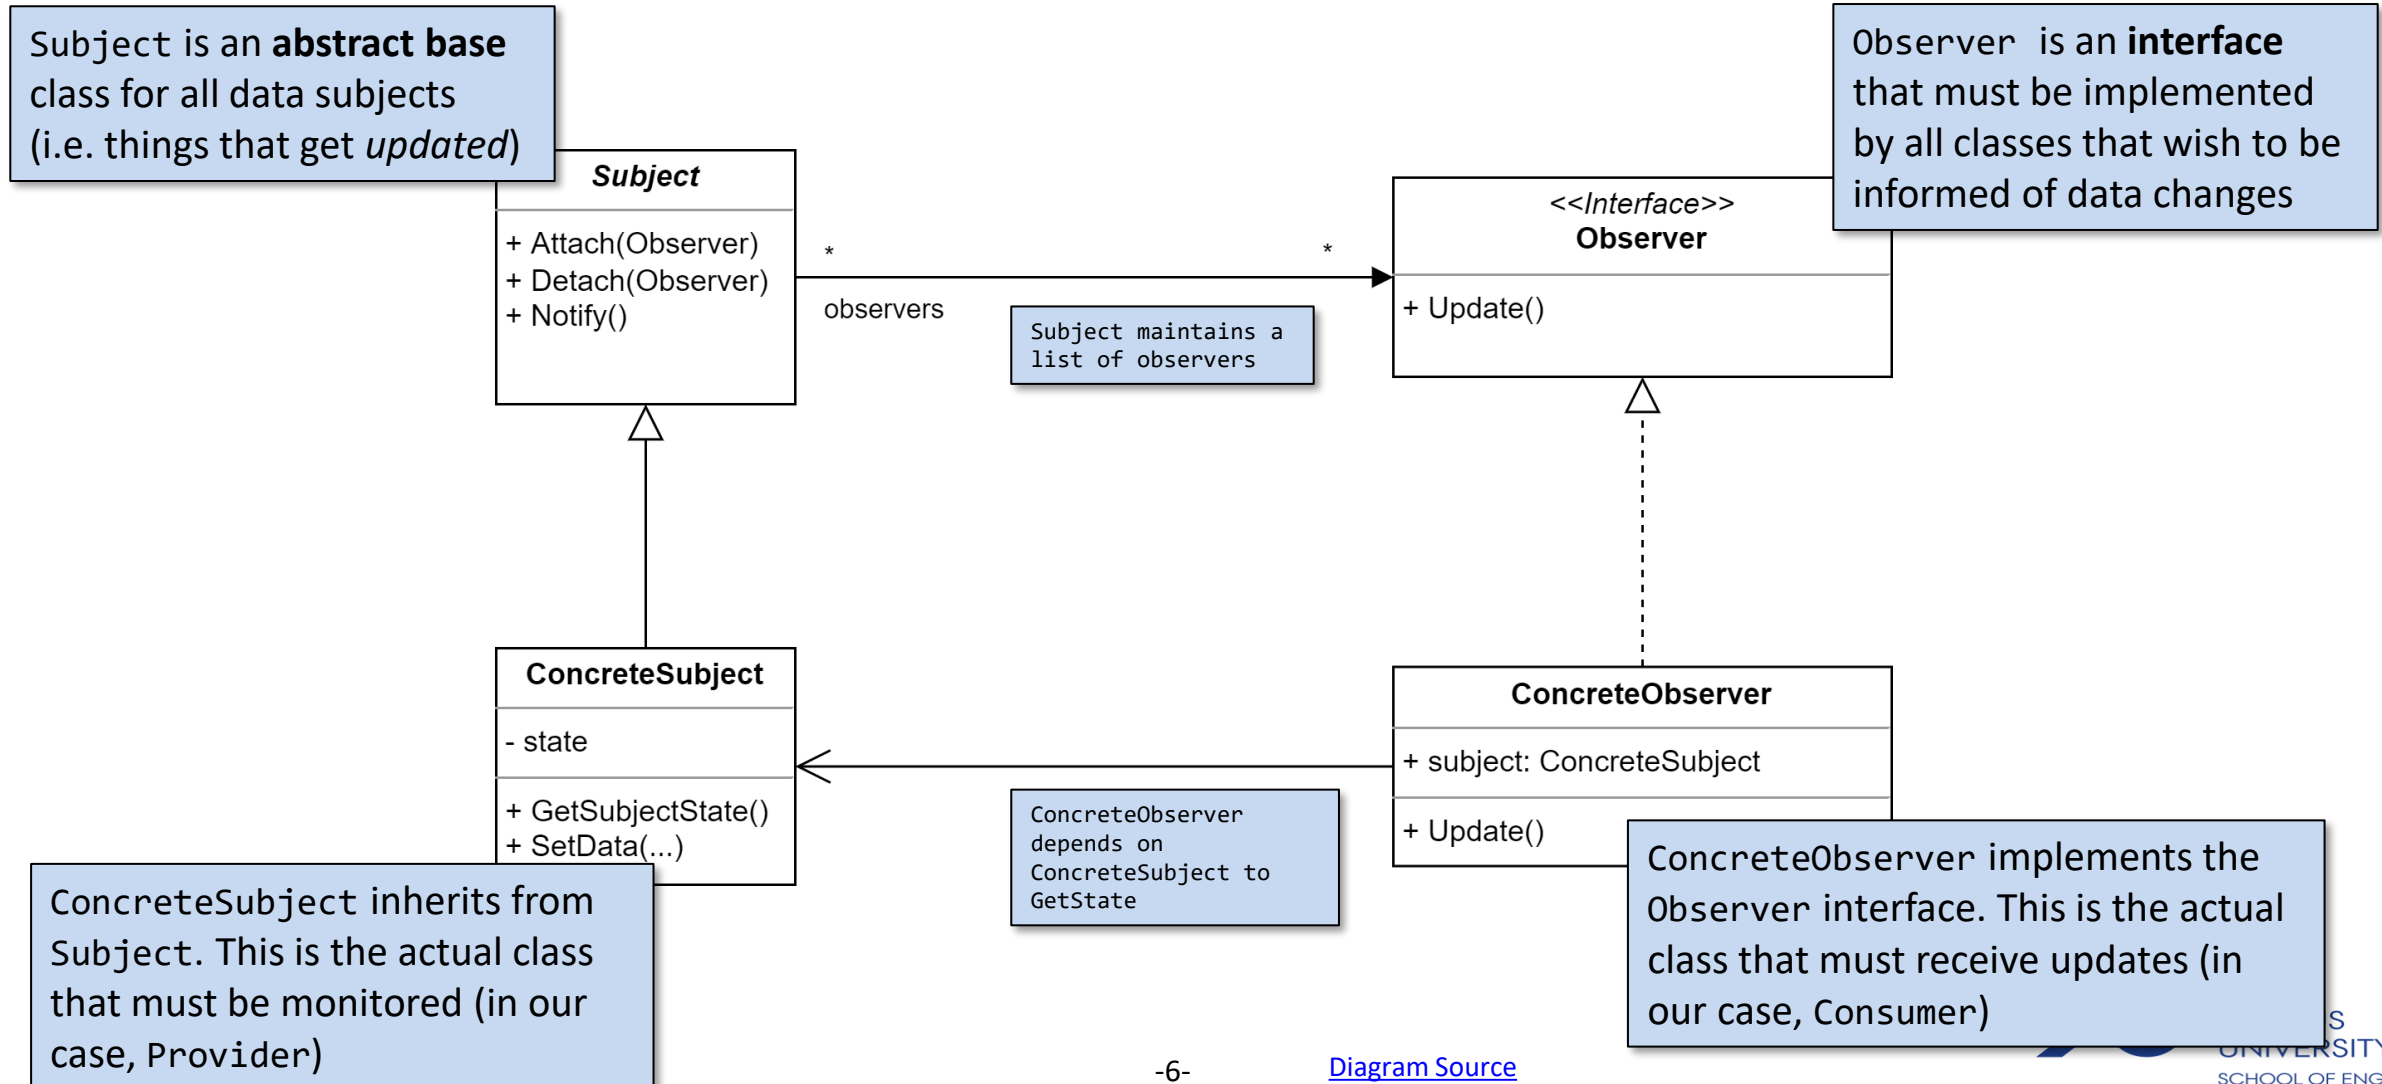 Subject is an abstract base
class for all data subjects
(i.e. things that get updated)
Observer is an interface
that must be implemented
by all classes that wish to be
informed of data changes
Subject
+ Attach(Observer)
+ Detach(Observer)
+ Notify()
*
*
observers
Subject maintains a
list of observers
<<Interface>>
Observer
+ Update()
ConcreteSubject
- state
+ GetSubjectState()
+ SetData(...)
ConcreteObserver
depends on
ConcreteSubject to
GetState
ConcreteObserver
+ subject: ConcreteSubject
+ Update()
ConcreteSubject inherits from
Subject. This is the actual class
that must be monitored (in our
case, Provider)
ConcreteObserver implements the
Observer interface. This is the actual
class that must receive updates (in
our case, Consumer)
-6-
Diagram Source
S
UNIVERSITY
SCHOOL OF ENG